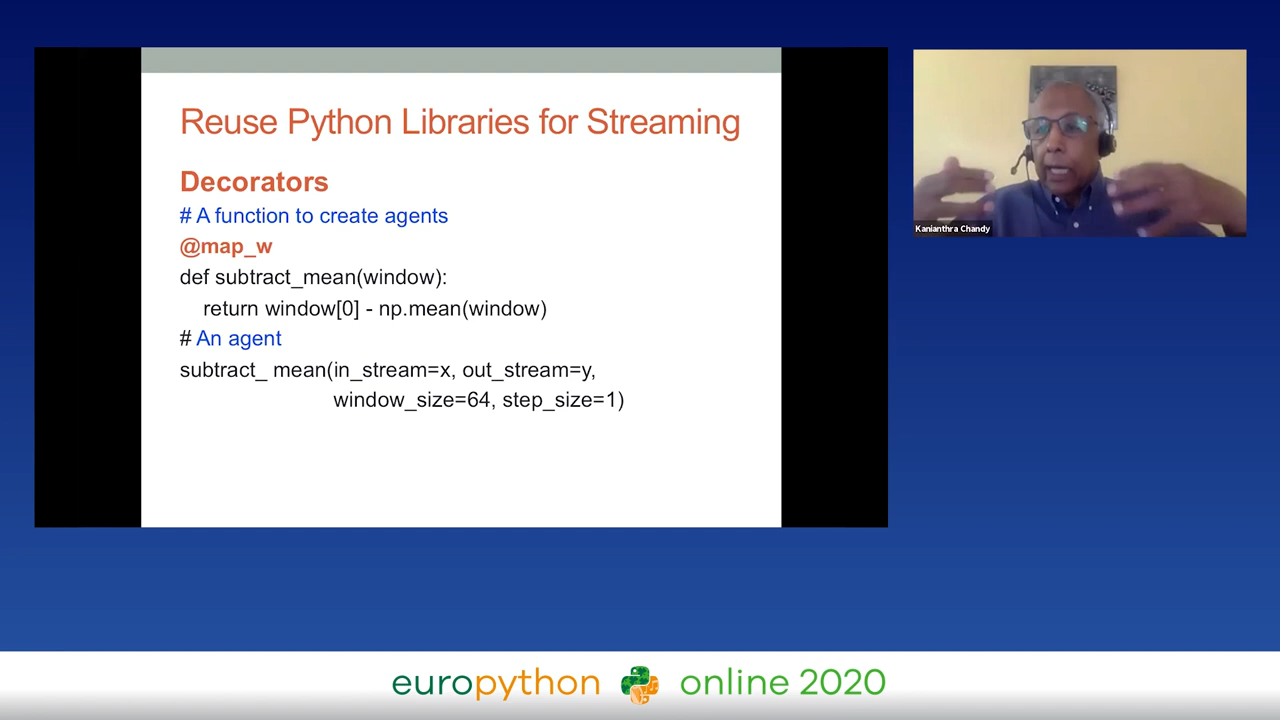 Reuse Python Libraries for Streaming
Decorators
# A function to create agents
@map_w
def subtract_mean(window):
return window[0] - np.mean(window)
# An agent
subtract_ mean(in_stream=x, out_stream=y,
window_size=64, step_size=1)
Kanianthra Chandy
europython online 2020